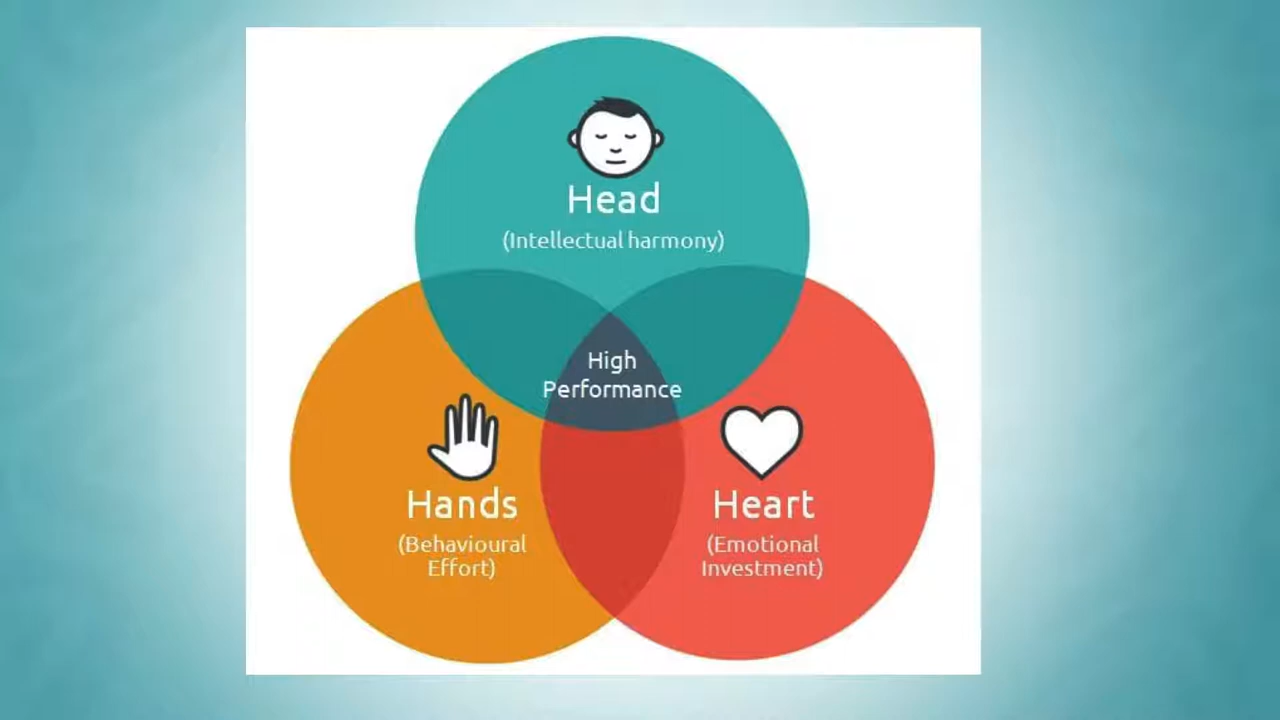 Head
(Intellectual harmony)
High
Performance
Hands
(Behavioural
Effort)
Heart
(Emotional
Investment)